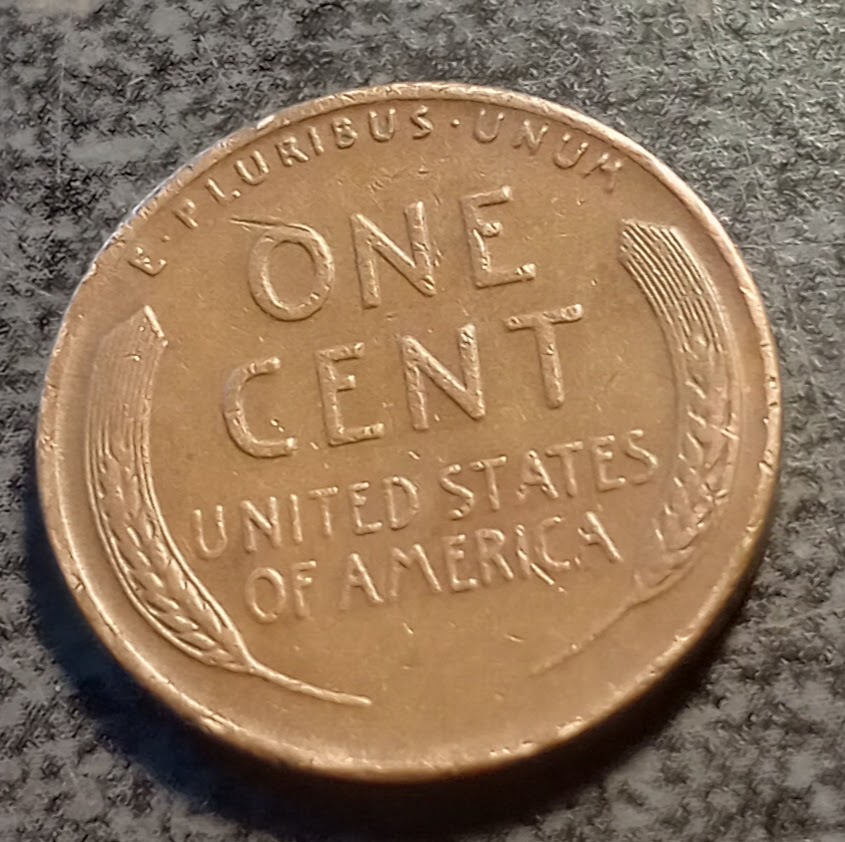 E · PLURIBUS · UNUM
ONE
CENT
UNITED STATES
OF AMERICA